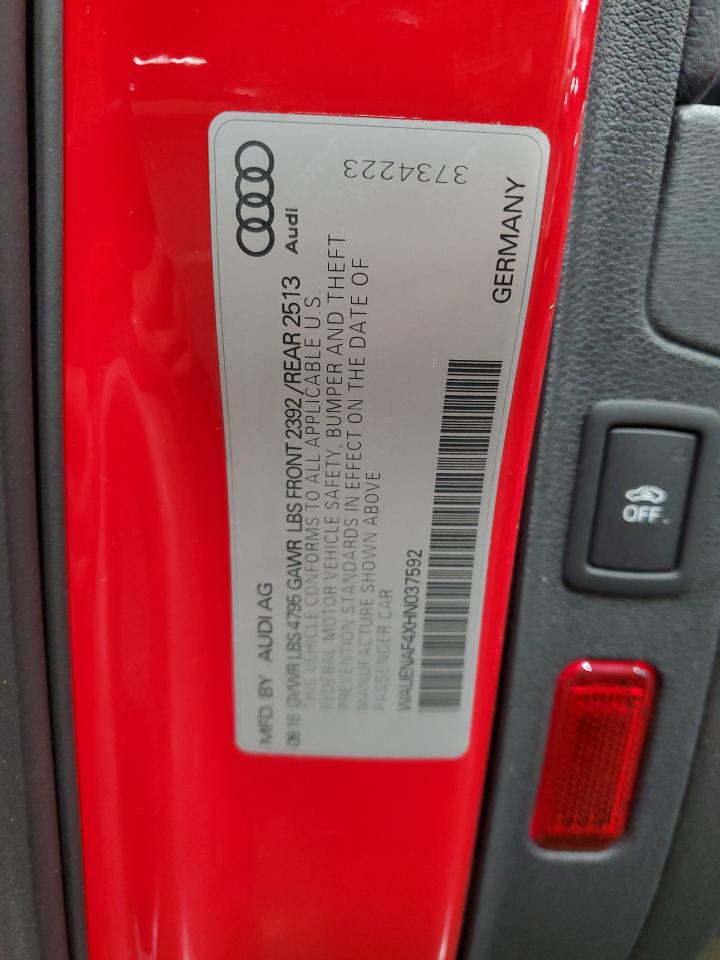 MFD. BY AUDI AG
09 16 GVWR LBS 4795 GAWR LBS FRONT 2392 / REAR 2513
THIS VEHICLE CONFORMS TO ALL APPLICABLE U.S.
FEDERAL MOTOR VEHICLE SAFETY, BUMPER AND THEFT
PREVENTION STANDARDS IN EFFECT ON THE DATE OF
MANUFACTURE SHOWN ABOVE
PASSENGER CAR
WAUENAF4XHN037592
Audi
3734223
GERMANY
OFF